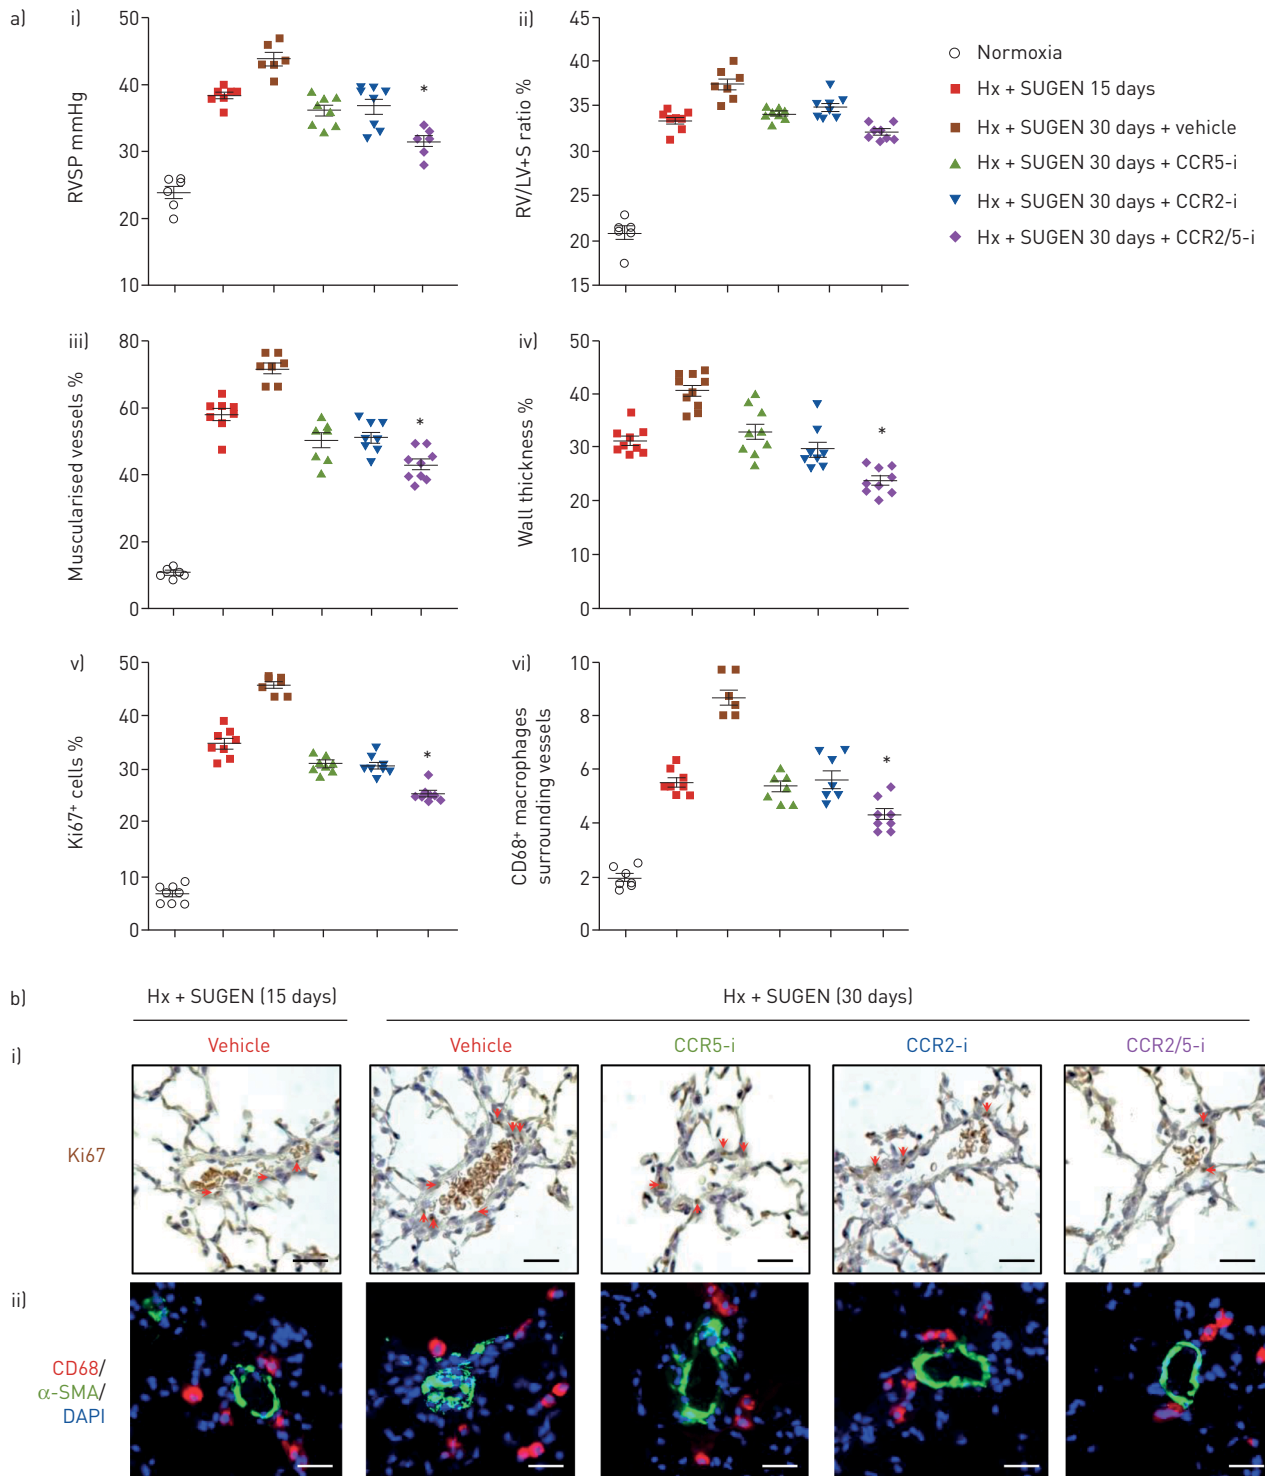 a)
i)
RVSP mmHg
50
40
30
20
10
ii)
RV/LV+S ratio %
45
40
35
30
25
20
15
Normoxia
Hx + SUGEN 15 days
Hx + SUGEN 30 days + vehicle
Hx + SUGEN 30 days + CCR5-i
Hx + SUGEN 30 days + CCR2-i
Hx + SUGEN 30 days + CCR2/5-i
*
iii)
Muscularised vessels %
80
60
40
20
0
*
iv)
Wall thickness %
50
40
30
20
10
0
*
v)
Ki67+ cells %
50
40
30
20
10
0
*
vi)
CD68+ macrophages
surrounding vessels
10
8
6
4
2
0
*
b)
Hx + SUGEN (15 days)
Hx + SUGEN (30 days)
i)
Vehicle
Vehicle
CCR5-i
CCR2-i
CCR2/5-i
Ki67
ii)
CD68/
α-SMA/
DAPI